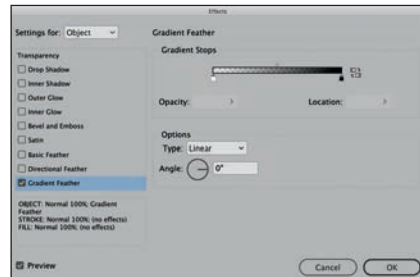 Effects
Settings for: Object
Transparency
Drop Shadow
Inner Shadow
Outer Glow
Inner Glow
Bevel and Emboss
Satin
Basic Feather
Directional Feather
Gradient Feather
OBJECT: Normal 100%; Gradient
Feather
STROKE: Normal 100%; (no effects)
FILL: Normal 100%; (no effects)
Preview
Gradient Feather
Gradient Stops
Opacity:
Location:
Options
Type: Linear
Angle: 0°
Cancel
OK